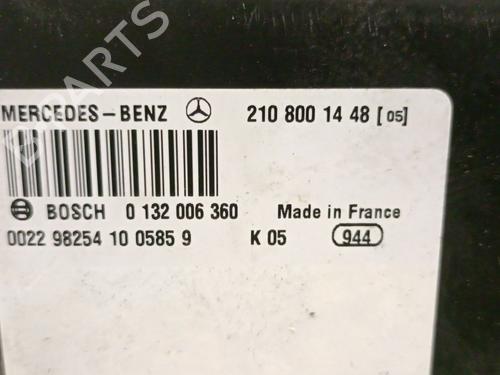 B-PARTS
MERCEDES-BENZ 210 800 14 48 [05]
BOSCH 0 132 006 360 Made in France
0022 98254 10 0585 9 K 05 944